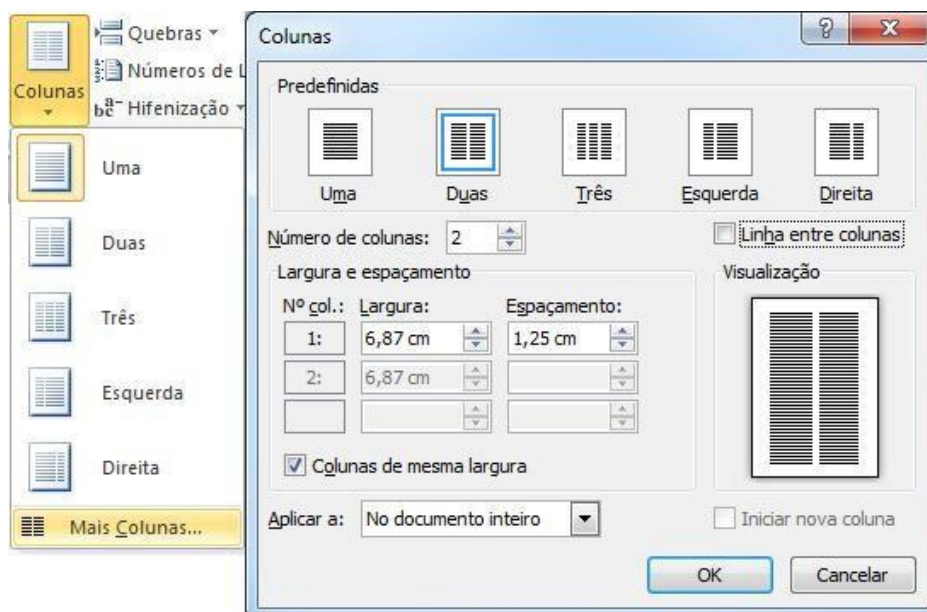 Colunas
Quebras
Números de L
Hifenização
Uma
Duas
Três
Esquerda
Direita
Mais Colunas...
Colunas
Predefinidas
Uma Duas Três Esquerda Direita
Número de colunas: 2 Linha entre colunas
Largura e espaçamento Visualização
Nº col.: Largura: Espaçamento:
1: 6,87 cm 1,25 cm
2: 6,87 cm
Colunas de mesma largura
Aplicar a: No documento inteiro Iniciar nova coluna
OK Cancelar